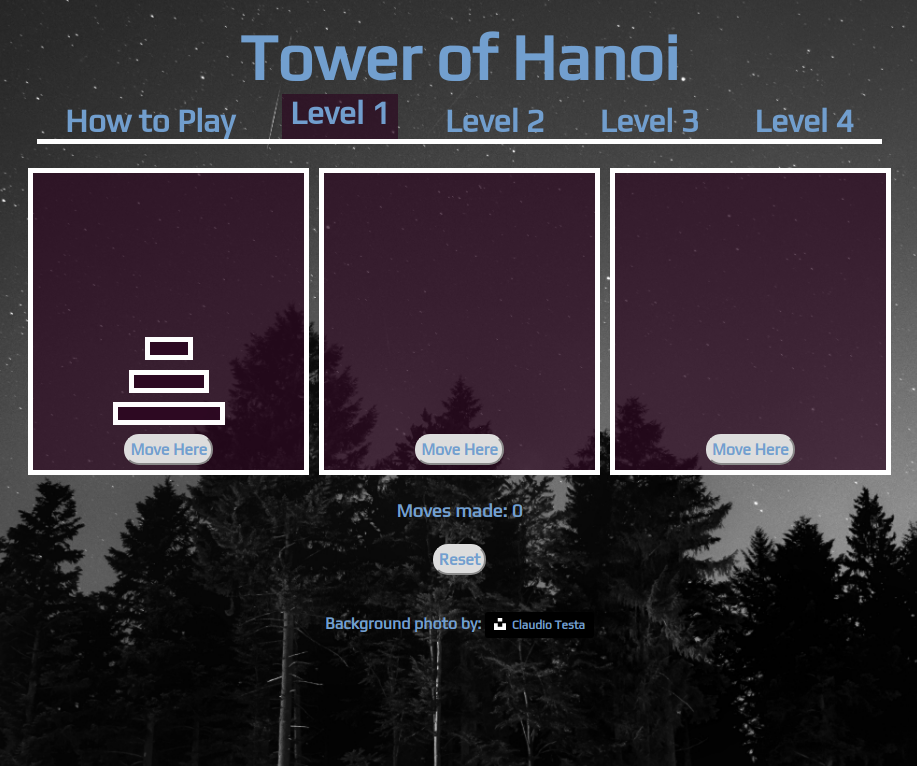 Tower of Hanoi
How to Play Level 1 Level 2 Level 3 Level 4
Move Here Move Here Move Here
Moves made: 0
Reset
Background photo by: Claudio Testa